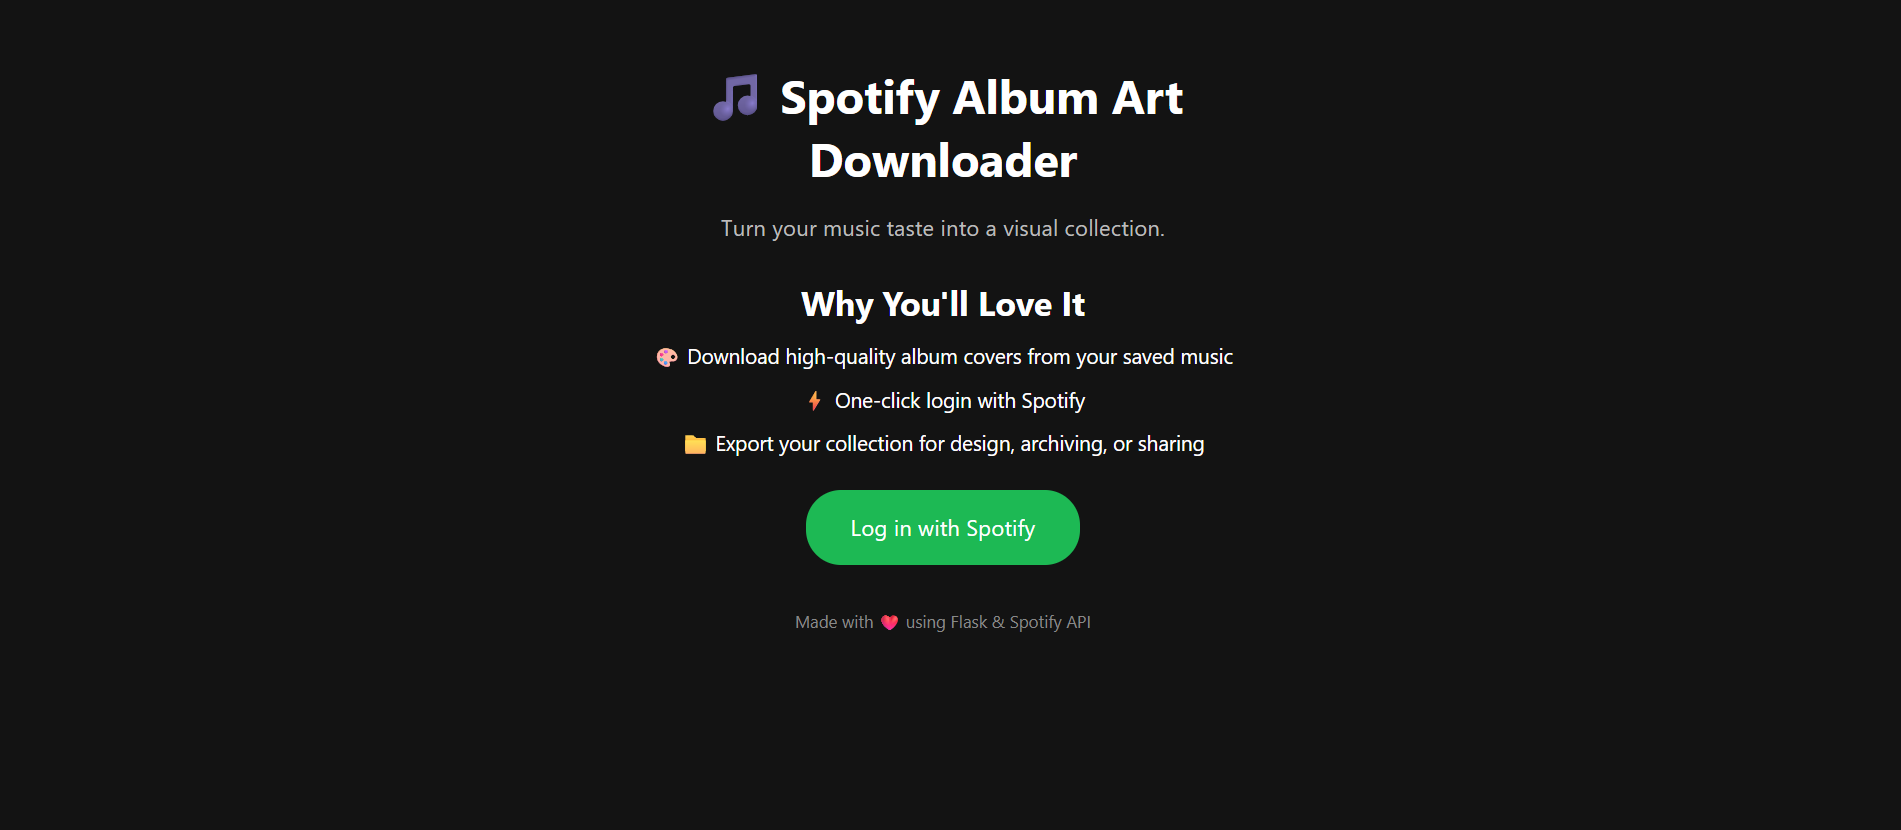 🎵 Spotify Album Art
Downloader
Turn your music taste into a visual collection.
Why You'll Love It
🎨 Download high-quality album covers from your saved music
⚡ One-click login with Spotify
📁 Export your collection for design, archiving, or sharing
Log in with Spotify
Made with ❤️ using Flask & Spotify API